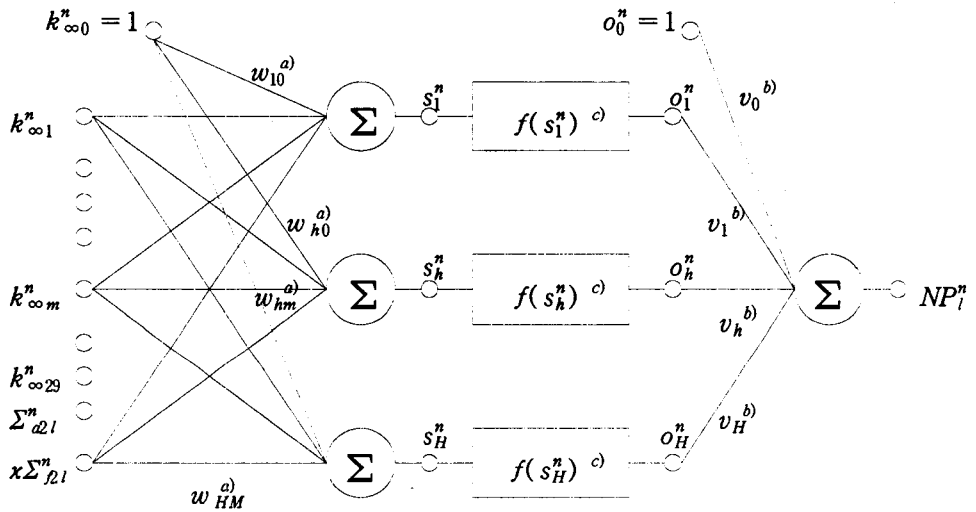 k^n_∞0 = 1
o^n_0 = 1
w_10^a)
v_0^b)
k^n_∞1
Σ
s^n_1
f(s^n_1)^c)
o^n_1
w_h0^a)
v_1^b)
k^n_∞m
w_hm^a)
Σ
s^n_h
f(s^n_h)^c)
o^n_h
Σ
NP^n_l
v_h^b)
k^n_∞29
Σ^n_a2l
v_H^b)
κΣ^n_f2l
Σ
s^n_H
f(s^n_H)^c)
o^n_H
w_HM^a)